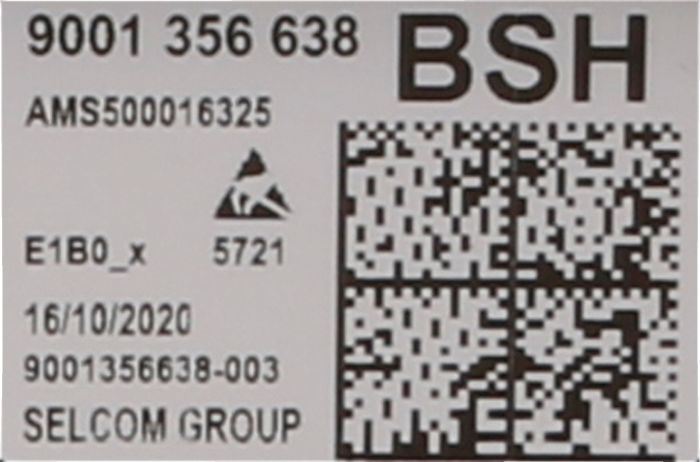 9001 356 638
BSH
AMS500016325
E1B0_x 5721
16/10/2020
9001356638-003
SELCOM GROUP